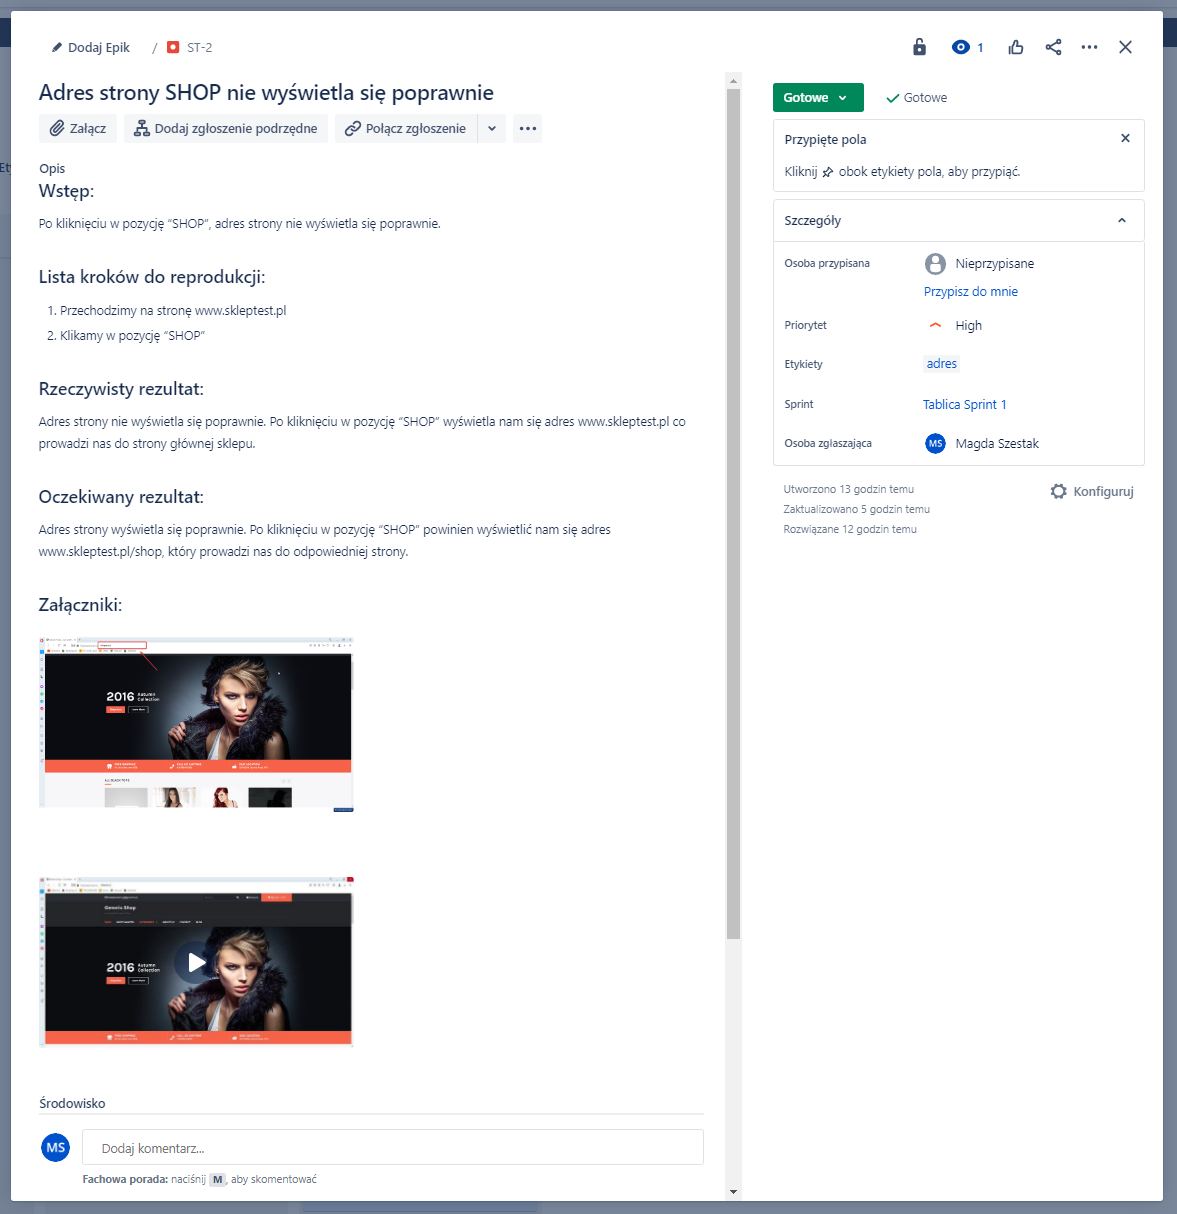 Dodaj Epik / ST-2
1
Adres strony SHOP nie wyświetla się poprawnie
Załącz Dodaj zgłoszenie podrzędne Połącz zgłoszenie
Opis
Wstęp:
Po kliknięciu w pozycję “SHOP”, adres strony nie wyświetla się poprawnie.
Lista kroków do reprodukcji:
1. Przechodzimy na stronę www.skleptest.pl
2. Klikamy w pozycję “SHOP”
Rzeczywisty rezultat:
Adres strony nie wyświetla się poprawnie. Po kliknięciu w pozycję “SHOP” wyświetla nam się adres www.skleptest.pl co
prowadzi nas do strony głównej sklepu.
Oczekiwany rezultat:
Adres strony wyświetla się poprawnie. Po kliknięciu w pozycję “SHOP” powinien wyświetlić nam się adres
www.skleptest.pl/shop, który prowadzi nas do odpowiedniej strony.
Załączniki:
2016 Autumn
Collection
ALL BLACK TOPS
Generic Shop
2016 Autumn
Collection
Środowisko
MS Dodaj komentarz...
Fachowa porada: naciśnij M, aby skomentować
Gotowe Gotowe
Przypięte pola
Kliknij obok etykiety pola, aby przypiąć.
Szczegóły
Osoba przypisana Nieprzypisane
Przypisz do mnie
Priorytet High
Etykiety adres
Sprint Tablica Sprint 1
Osoba zgłaszająca MS Magda Szestak
Utworzono 13 godzin temu
Konfiguruj
Zaktualizowano 5 godzin temu
Rozwiązane 12 godzin temu